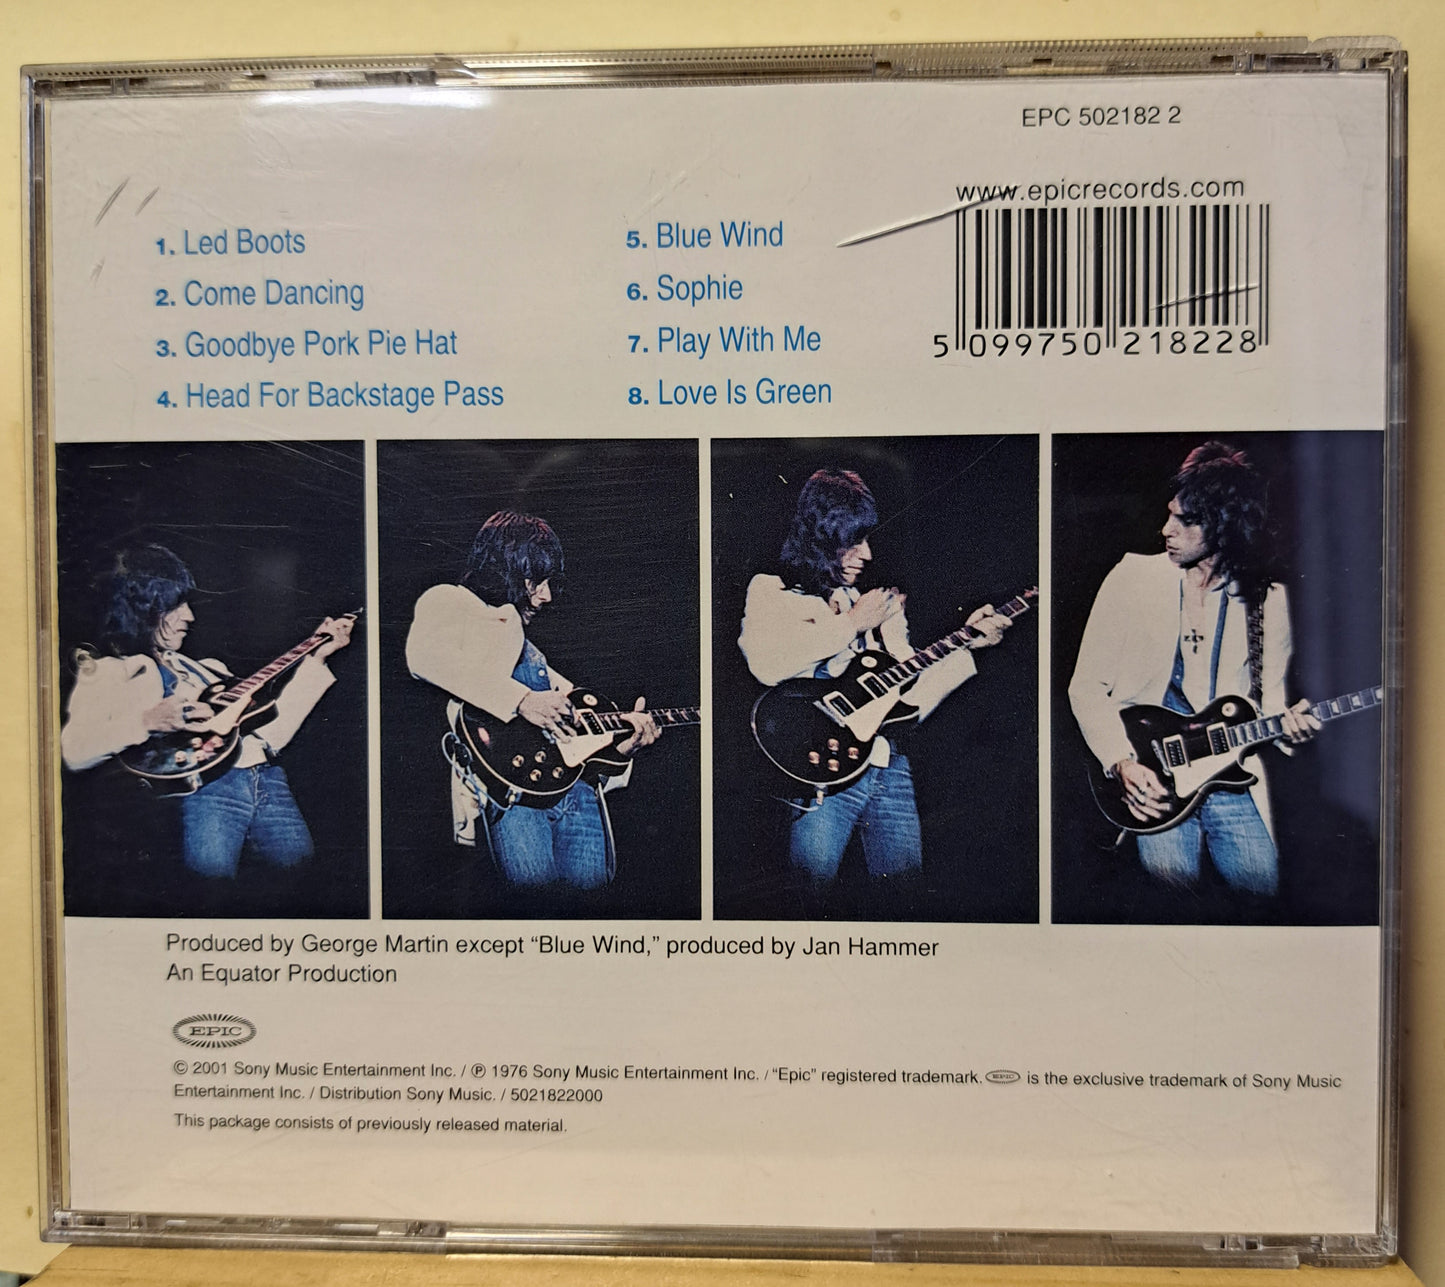 EPC 502182 2
www.epicrecords.com
1. Led Boots
2. Come Dancing
3. Goodbye Pork Pie Hat
4. Head For Backstage Pass
5. Blue Wind
6. Sophie
7. Play With Me
8. Love Is Green
5 099750 218228
Produced by George Martin except “Blue Wind,” produced by Jan Hammer
An Equator Production
EPIC
© 2001 Sony Music Entertainment Inc. / ℗ 1976 Sony Music Entertainment Inc. / “Epic” registered trademark. EPIC is the exclusive trademark of Sony Music
Entertainment Inc. / Distribution Sony Music. / 5021822000
This package consists of previously released material.